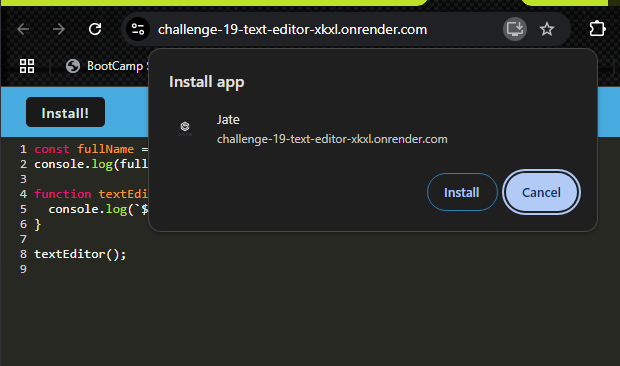 challenge-19-text-editor-xkxl.onrender.com
BootCamp
Install app
Jate
challenge-19-text-editor-xkxl.onrender.com
Install
Cancel
Install!
1 const fullName =
2 console.log(full
3
4 function textEdi
5 console.log(`$
6 }
7
8 textEditor();
9